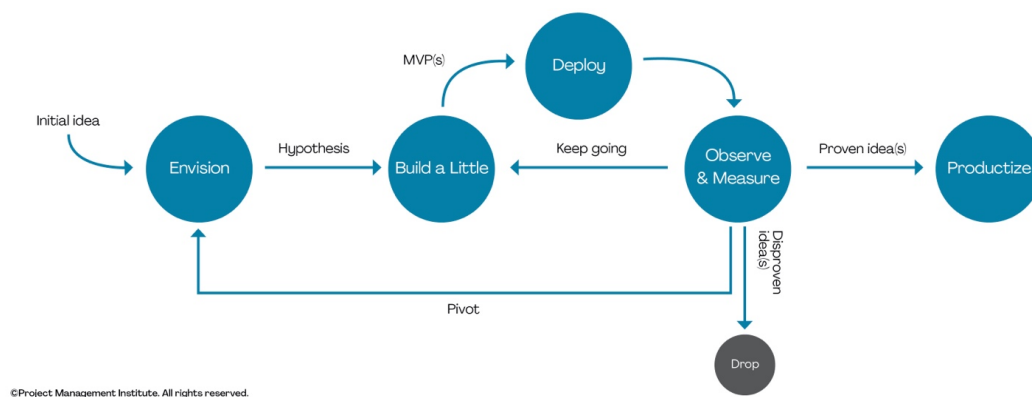 MVP(s)
Deploy
Initial idea
Envision
Hypothesis
Build a Little
Keep going
Observe
& Measure
Proven idea(s)
Productize
Disproven
idea(s)
Pivot
Drop
©Project Management Institute. All rights reserved.